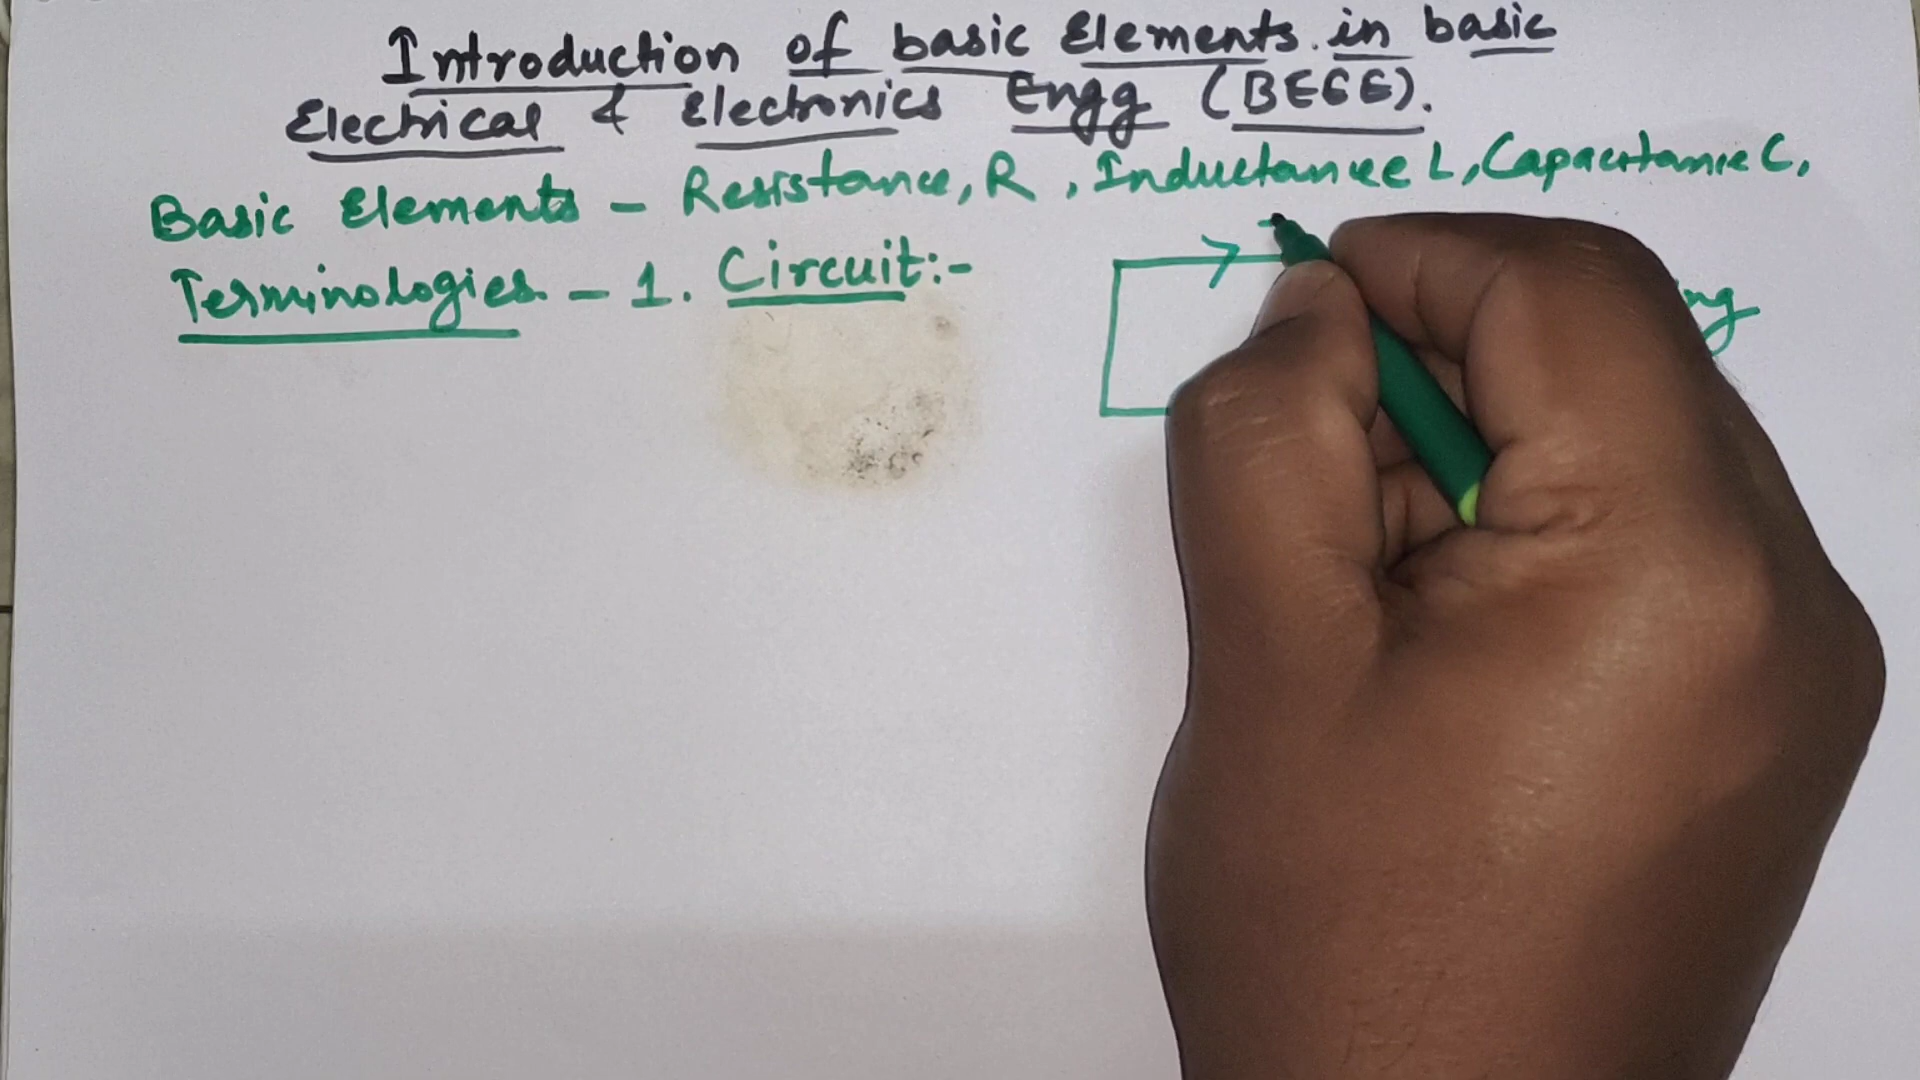 Introduction of basic Elements in basic
Electrical & Electronics Engg (BEEE).
Basic Elements - Resistance, R, Inductance L, Capacitance C,
Terminologies - 1. Circuit:-